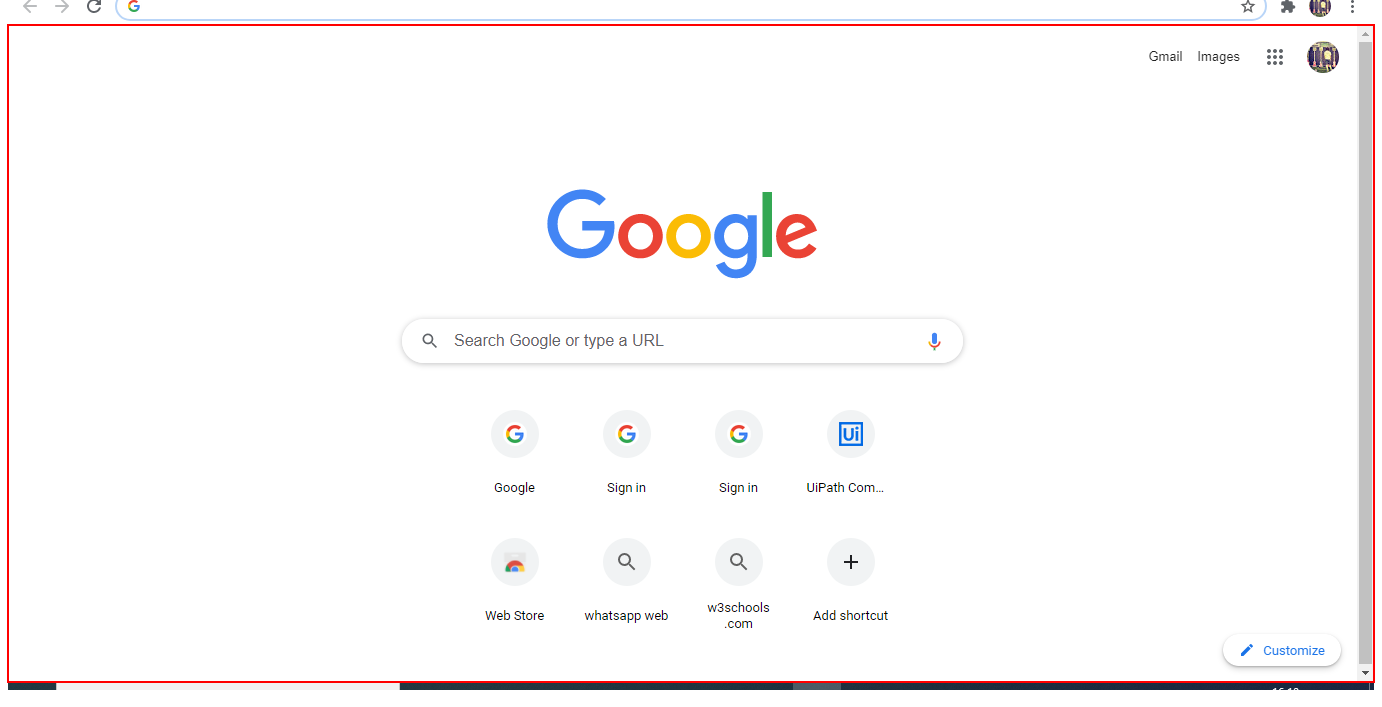 Gmail Images
Google
Search Google or type a URL
Ui
Google Sign in Sign in UiPath Com...
Web Store whatsapp web w3schools
.com Add shortcut
Customize